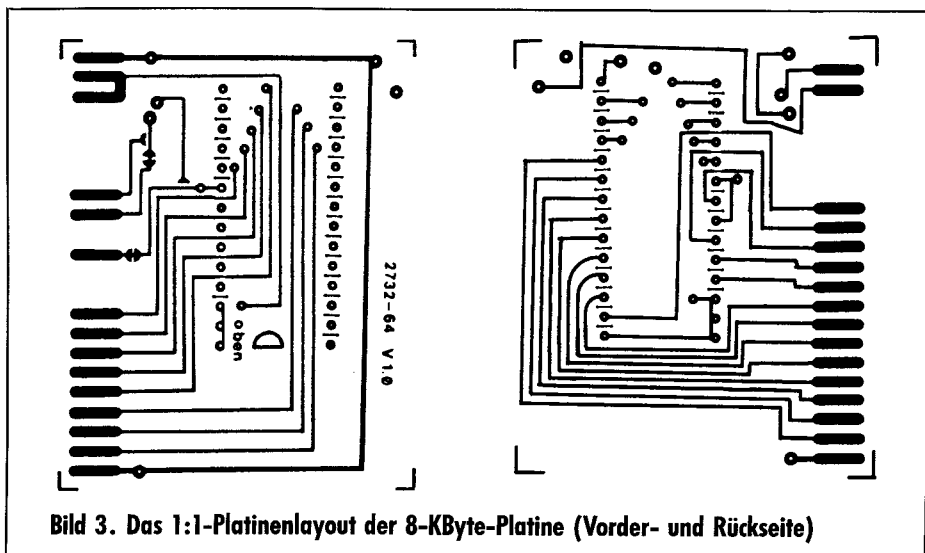 2732-64 V1.0
oben
Bild 3. Das 1:1-Platinenlayout der 8-KByte-Platine (Vorder- und Rückseite)